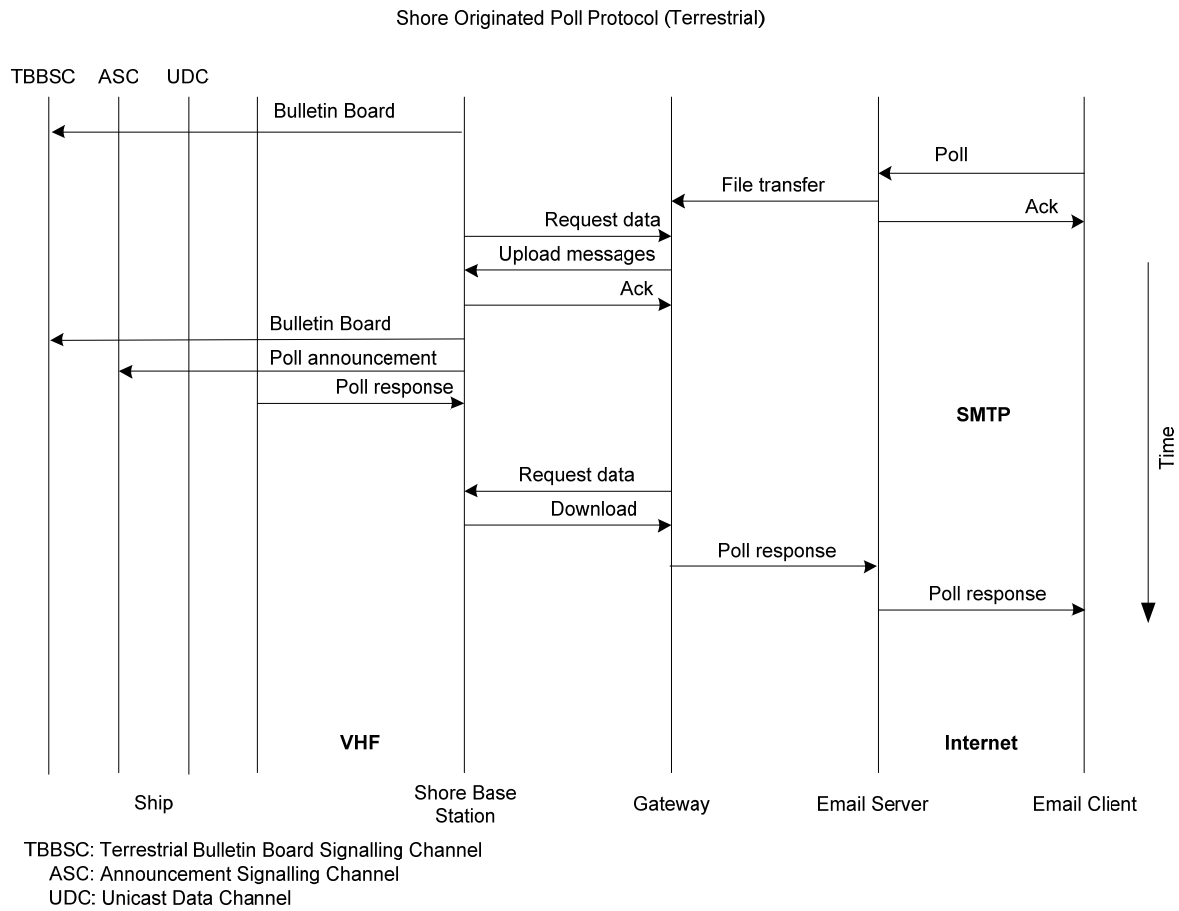 Shore Originated Poll Protocol (Terrestrial)
TBBSC ASC UDC
Bulletin Board
Poll
File transfer
Ack
Request data
Upload messages
Ack
Bulletin Board
Poll announcement
Poll response
SMTP
Time
Request data
Download
Poll response
Poll response
VHF
Internet
Ship
Shore Base
Station
Gateway
Email Server
Email Client
TBBSC: Terrestrial Bulletin Board Signalling Channel
ASC: Announcement Signalling Channel
UDC: Unicast Data Channel